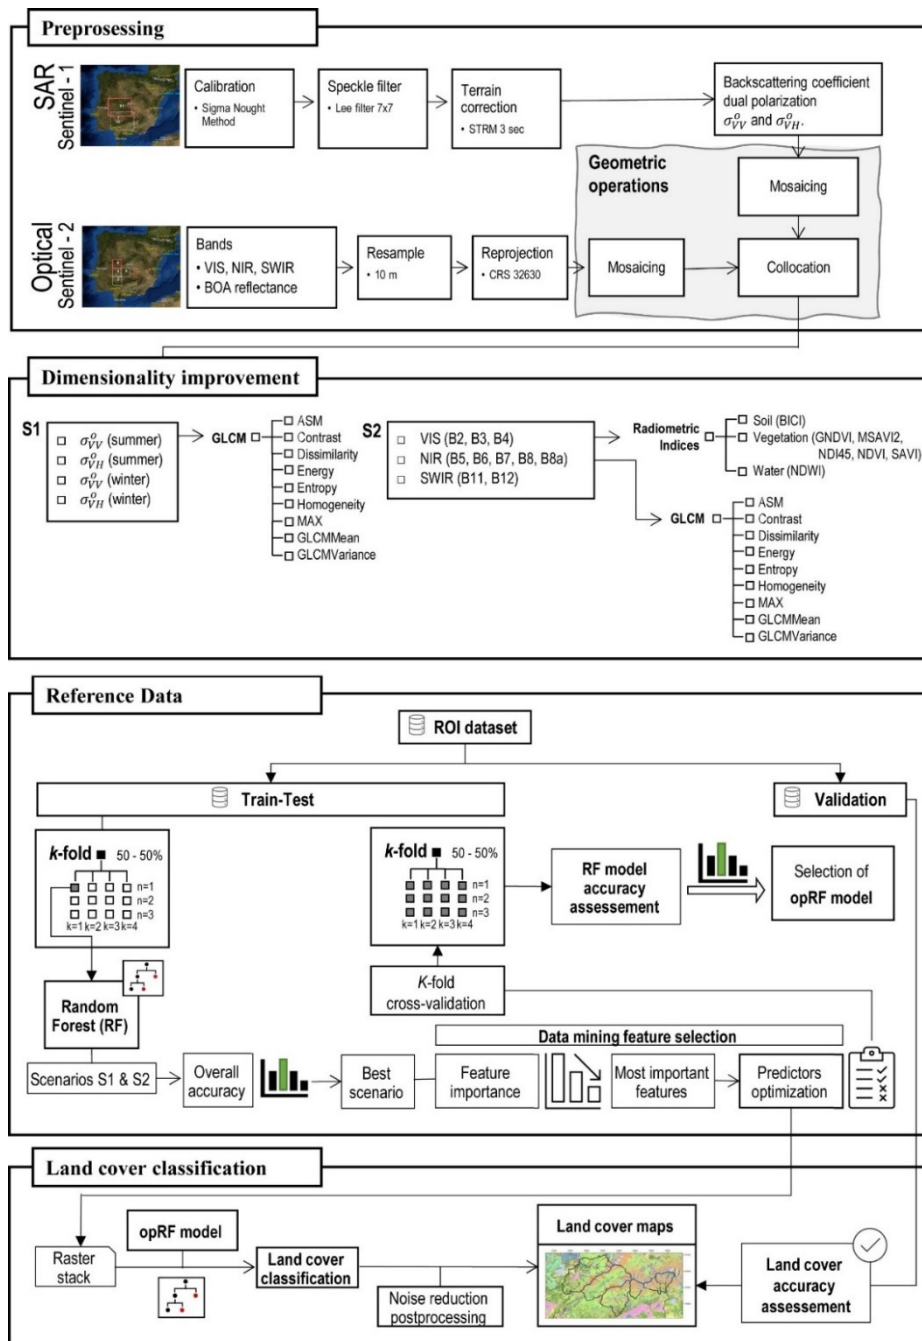 Preprosessing
SAR
Sentinel - 1
Calibration
• Sigma Nought
Method
Speckle filter
• Lee filter 7x7
Terrain
correction
• STRM 3 sec
Backscattering coefficient
dual polarization
σ°VV and σ°VH.
Geometric
operations
Mosaicing
Optical
Sentinel - 2
Bands
• VIS, NIR, SWIR
• BOA reflectance
Resample
• 10 m
Reprojection
• CRS 32630
Mosaicing
Collocation
Dimensionality improvement
S1
σ°VV (summer)
σ°VH (summer)
σ°VV (winter)
σ°VH (winter)
GLCM
ASM
Contrast
Dissimilarity
Energy
Entropy
Homogeneity
MAX
GLCMMean
GLCMVariance
S2
VIS (B2, B3, B4)
NIR (B5, B6, B7, B8, B8a)
SWIR (B11, B12)
Radiometric
Indices
Soil (BICI)
Vegetation (GNDVI, MSAVI2,
NDI45, NDVI, SAVI)
Water (NDWI)
GLCM
ASM
Contrast
Dissimilarity
Energy
Entropy
Homogeneity
MAX
GLCMMean
GLCMVariance
Reference Data
ROI dataset
Train-Test
Validation
k-fold 50 - 50%
n=1
n=2
n=3
k=1 k=2 k=3 k=4
k-fold 50 - 50%
n=1
n=2
n=3
k=1 k=2 k=3 k=4
RF model
accuracy
assessement
Selection of
opRF model
Random
Forest (RF)
K-fold
cross-validation
Data mining feature selection
Scenarios S1 & S2
Overall
accuracy
Best
scenario
Feature
importance
Most important
features
Predictors
optimization
Land cover classification
Raster
stack
opRF model
Land cover
classification
Noise reduction
postprocessing
Land cover maps
Land cover
accuracy
assessement